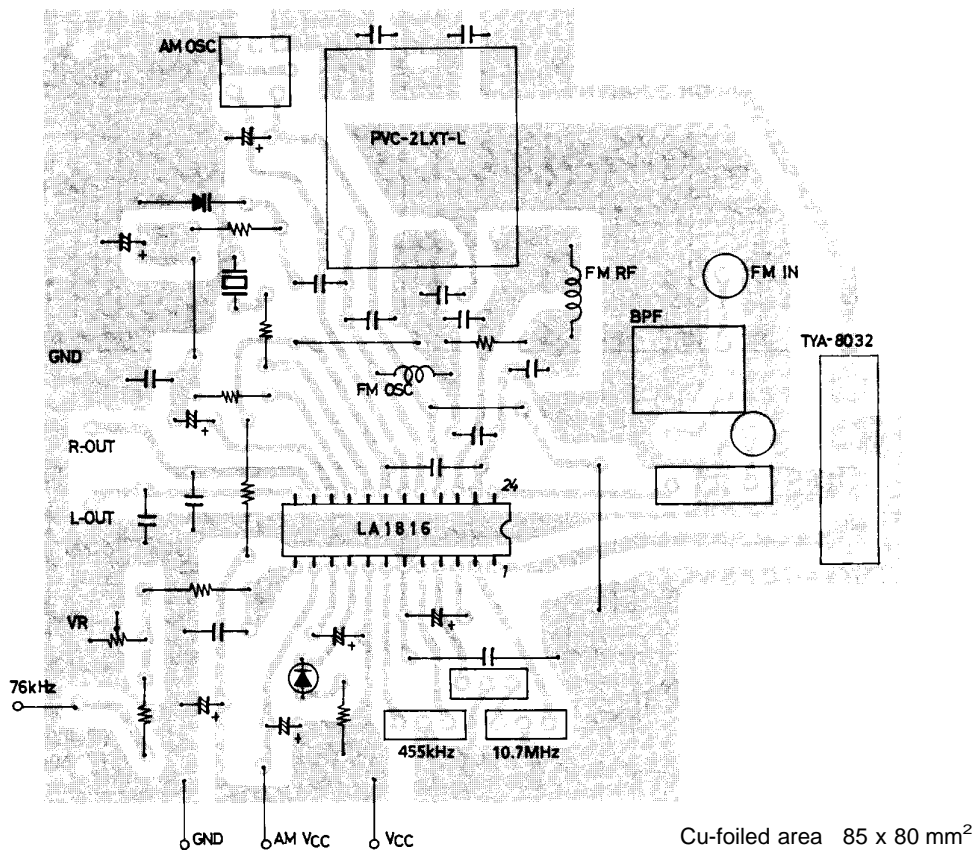 AM OSC
PVC-2LXT-L
FM RF
FM IN
BPF
TYA-8032
GND
FM OSC
R-OUT
24
L-OUT
LA1816
1
VR
76kHz
455kHz
10.7MHz
GND
AM VCC
VCC
Cu-foiled area 85 x 80 mm²